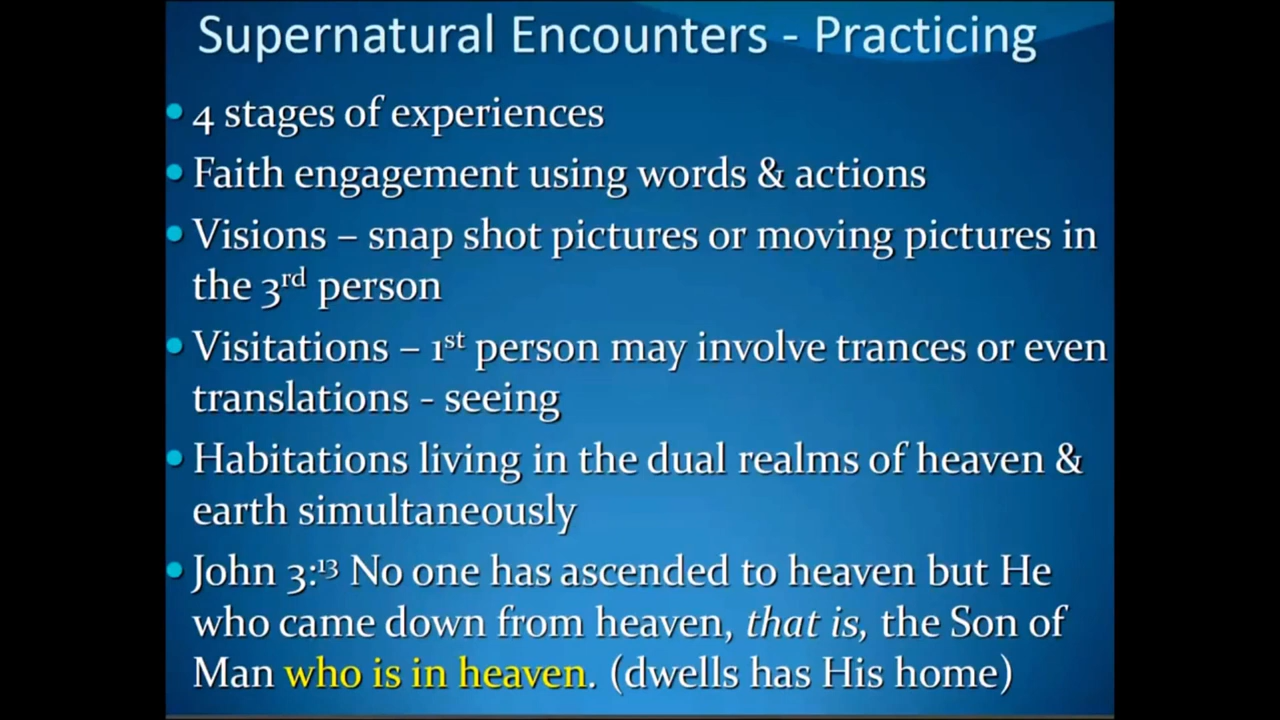 Supernatural Encounters - Practicing
• 4 stages of experiences
• Faith engagement using words & actions
• Visions – snap shot pictures or moving pictures in
the 3rd person
• Visitations – 1st person may involve trances or even
translations - seeing
• Habitations living in the dual realms of heaven &
earth simultaneously
• John 3:13 No one has ascended to heaven but He
who came down from heaven, that is, the Son of
Man who is in heaven. (dwells has His home)